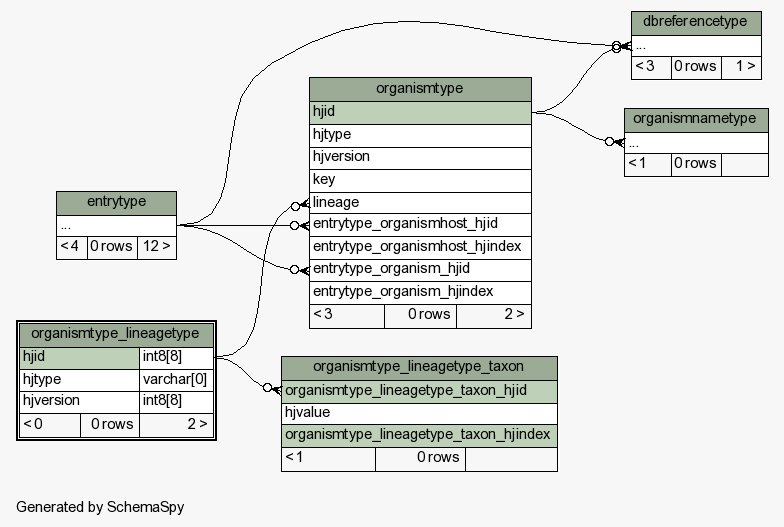 dbreferencetype
...
< 3 0 rows 1 >
organismtype
hjid
hjtype
hjversion
key
lineage
entrytype_organismhost_hjid
entrytype_organismhost_hjindex
entrytype_organism_hjid
entrytype_organism_hjindex
< 3 0 rows 2 >
organismnametype
...
< 1 0 rows
entrytype
...
< 4 0 rows 12 >
organismtype_lineagetype
hjid int8[8]
hjtype varchar[0]
hjversion int8[8]
< 0 0 rows 2 >
organismtype_lineagetype_taxon
organismtype_lineagetype_taxon_hjid
hjvalue
organismtype_lineagetype_taxon_hjindex
< 1 0 rows
Generated by SchemaSpy